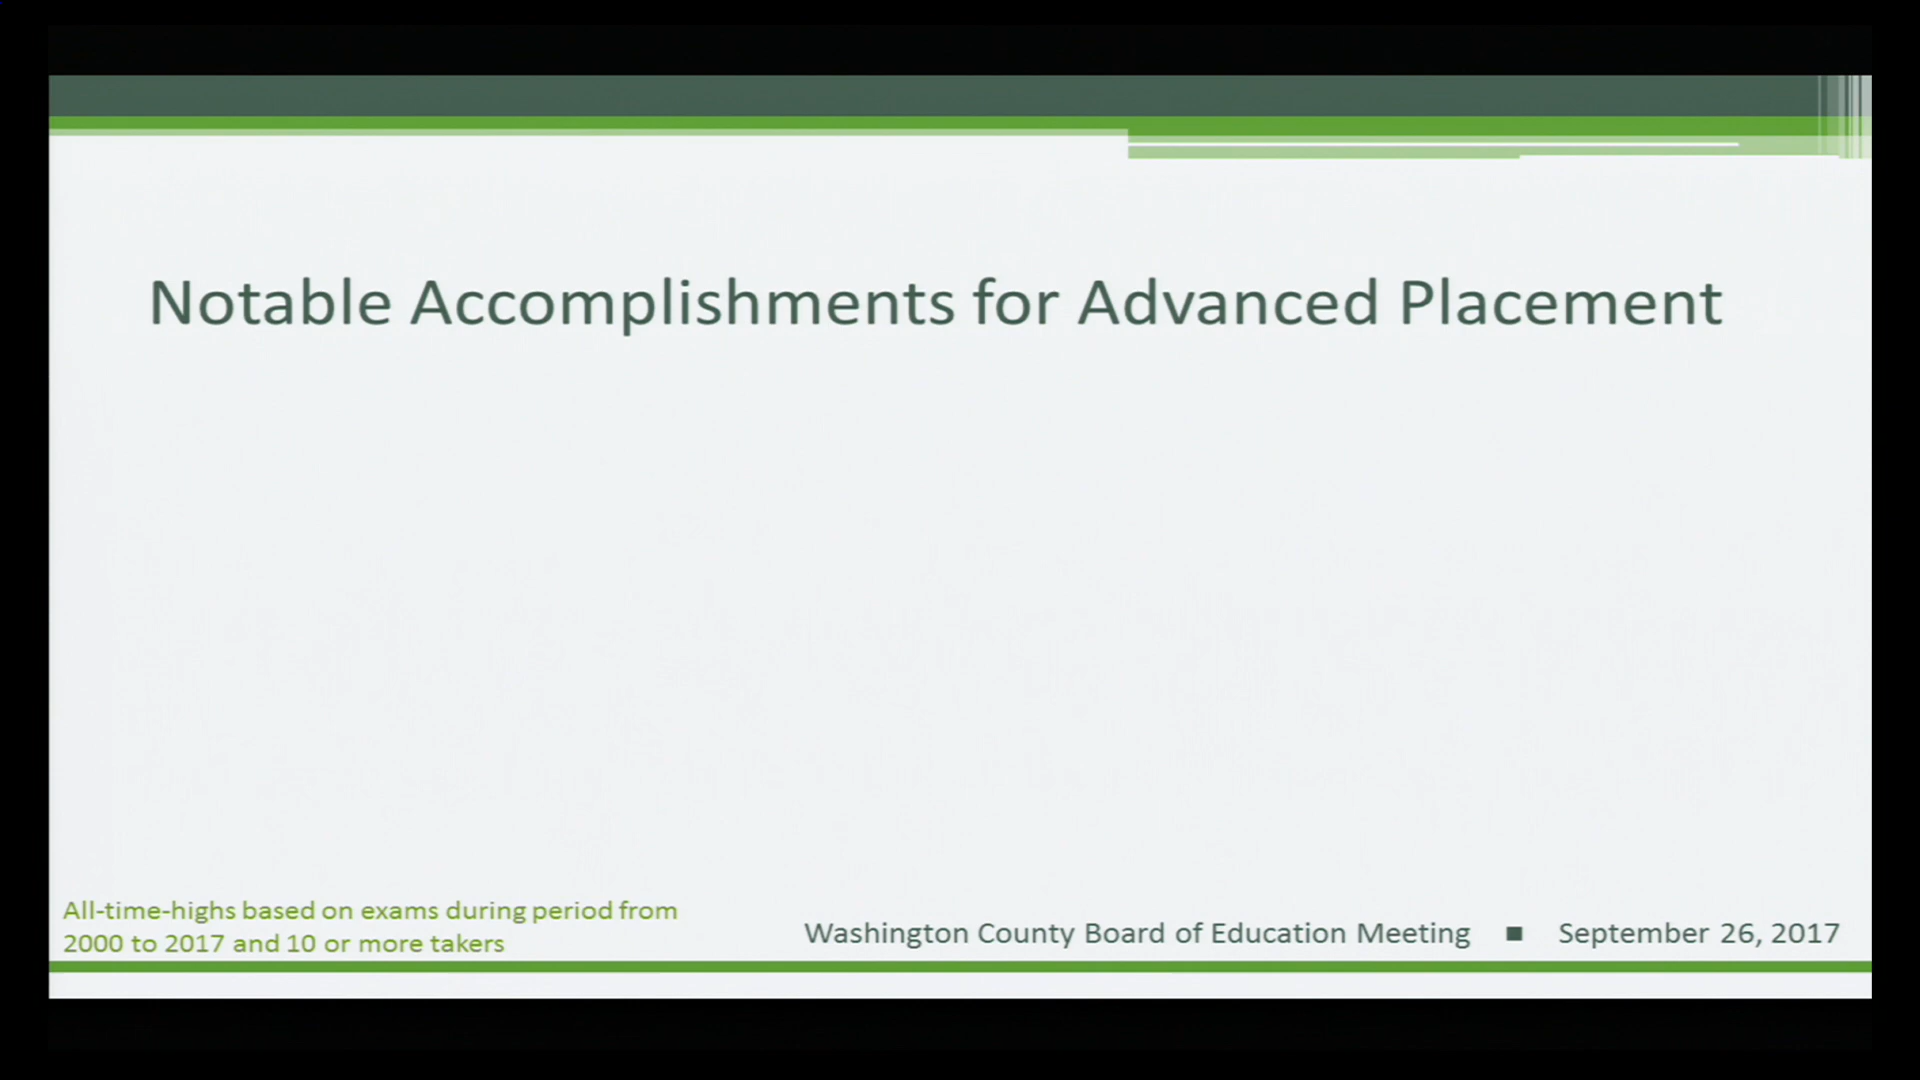 Notable Accomplishments for Advanced Placement
All-time-highs based on exams during period from
2000 to 2017 and 10 or more takers
Washington County Board of Education Meeting ■ September 26, 2017